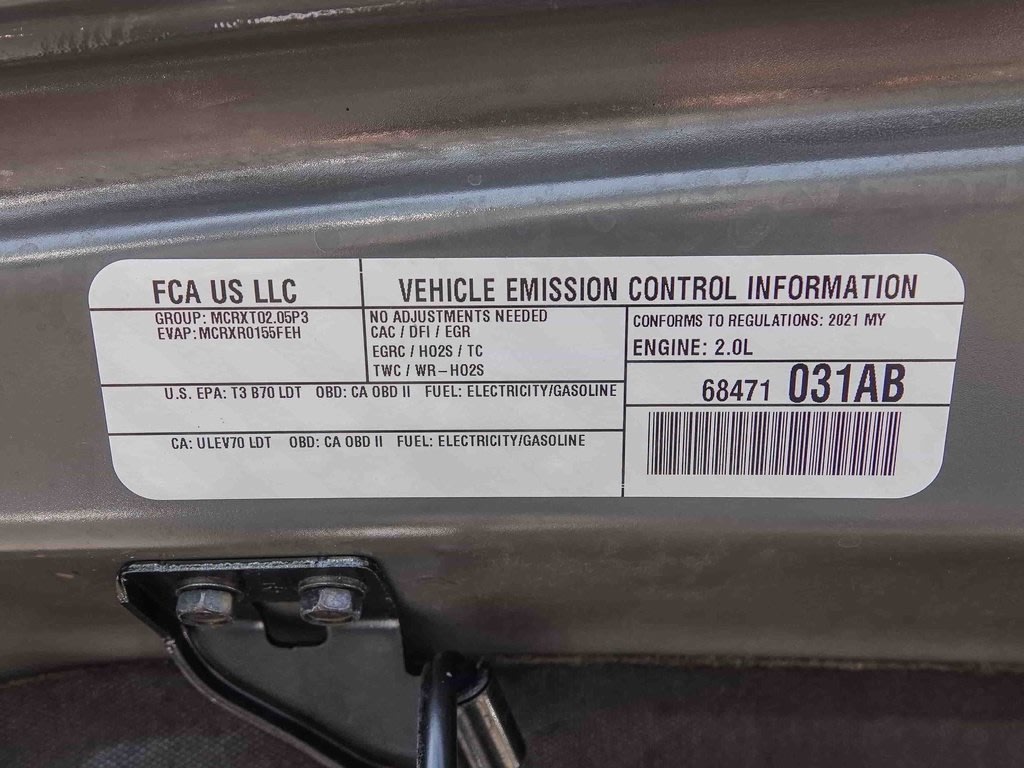 FCA US LLC
VEHICLE EMISSION CONTROL INFORMATION
GROUP: MCRXT02.05P3
EVAP: MCRXR0155FEH
NO ADJUSTMENTS NEEDED
CAC / DFI / EGR
EGRC / HO2S / TC
TWC / WR-HO2S
CONFORMS TO REGULATIONS: 2021 MY
ENGINE: 2.0L
U.S. EPA: T3 B70 LDT OBD: CA OBD II FUEL: ELECTRICITY/GASOLINE
68471 031AB
CA: ULEV70 LDT OBD: CA OBD II FUEL: ELECTRICITY/GASOLINE